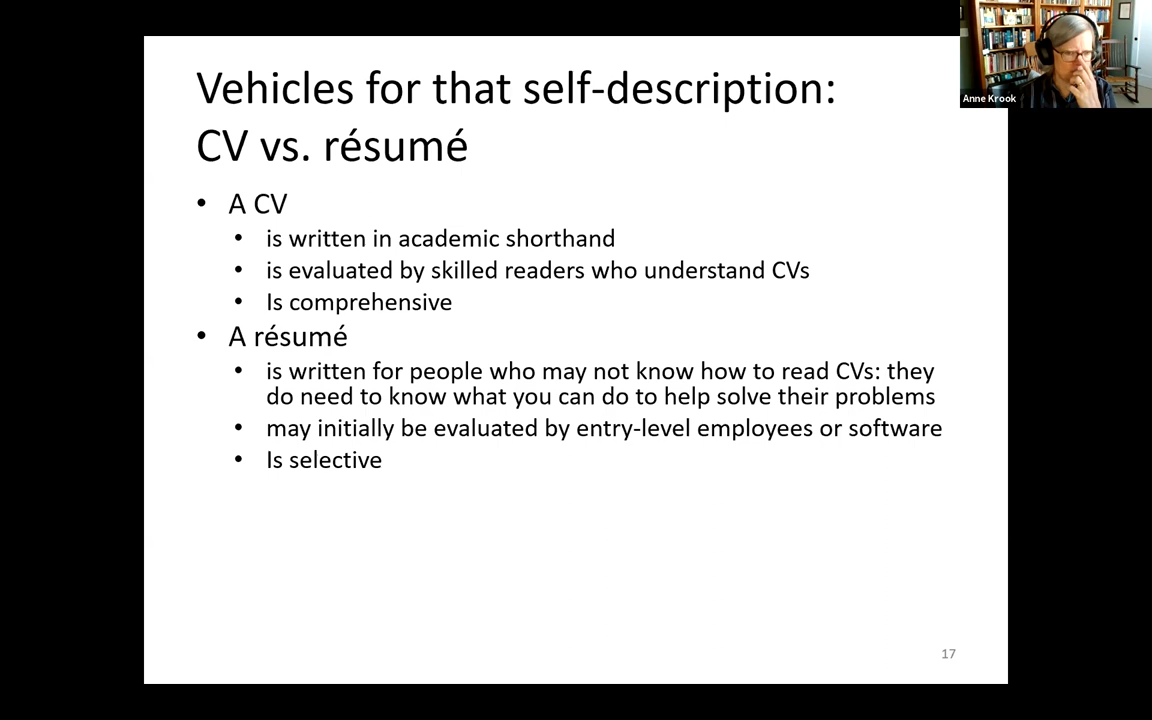 Vehicles for that self-description:
CV vs. résumé
• A CV
• is written in academic shorthand
• is evaluated by skilled readers who understand CVs
• Is comprehensive
• A résumé
• is written for people who may not know how to read CVs: they
do need to know what you can do to help solve their problems
• may initially be evaluated by entry-level employees or software
• Is selective
17
Anne Krook